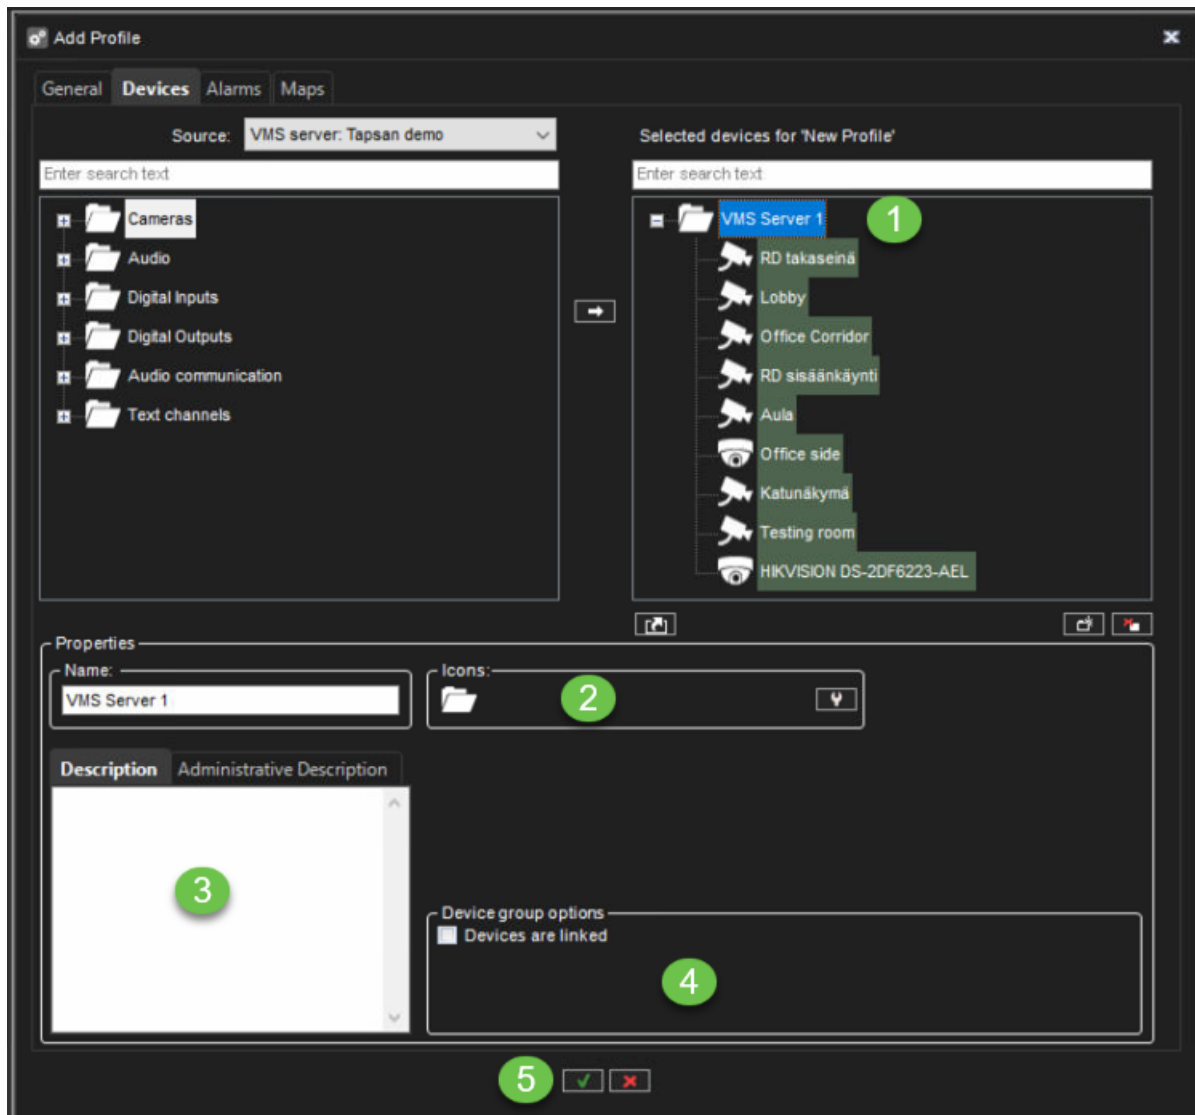 Add Profile
General Devices Alarms Maps
Source: VMS server: Tapsan demo
Selected devices for 'New Profile'
Enter search text
Enter search text
Cameras
Audio
Digital Inputs
Digital Outputs
Audio communication
Text channels
VMS Server 1
1
RD takaseinä
Lobby
Office Corridor
RD sisäänkäynti
Aula
Office side
Katunäkymä
Testing room
HIKVISION DS-2DF6223-AEL
Properties
Name:
VMS Server 1
Icons:
2
Description Administrative Description
3
Device group options
Devices are linked
4
5